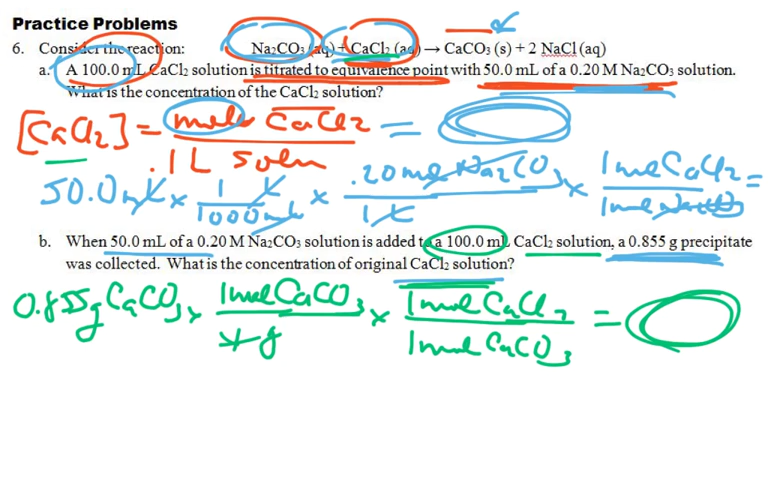 Practice Problems
6. Consider the reaction: Na₂CO₃ (aq) + CaCl₂ (aq) → CaCO₃ (s) + 2 NaCl (aq)
a. A 100.0 mL CaCl₂ solution is titrated to equivalence point with 50.0 mL of a 0.20 M Na₂CO₃ solution.
What is the concentration of the CaCl₂ solution?
[CaCl₂] = moles CaCl₂ =
.1 L soln
50.0 mL x 1 L / 1000 mL x .20 mol Na₂CO₃ / 1 L x 1 mol CaCl₂ / 1 mol =
b. When 50.0 mL of a 0.20 M Na₂CO₃ solution is added to a 100.0 mL CaCl₂ solution, a 0.855 g precipitate
was collected. What is the concentration of original CaCl₂ solution?
0.855g CaCO₃ x 1 mol CaCO₃ x 1 mol CaCl₂ =
g 1 mol CaCO₃